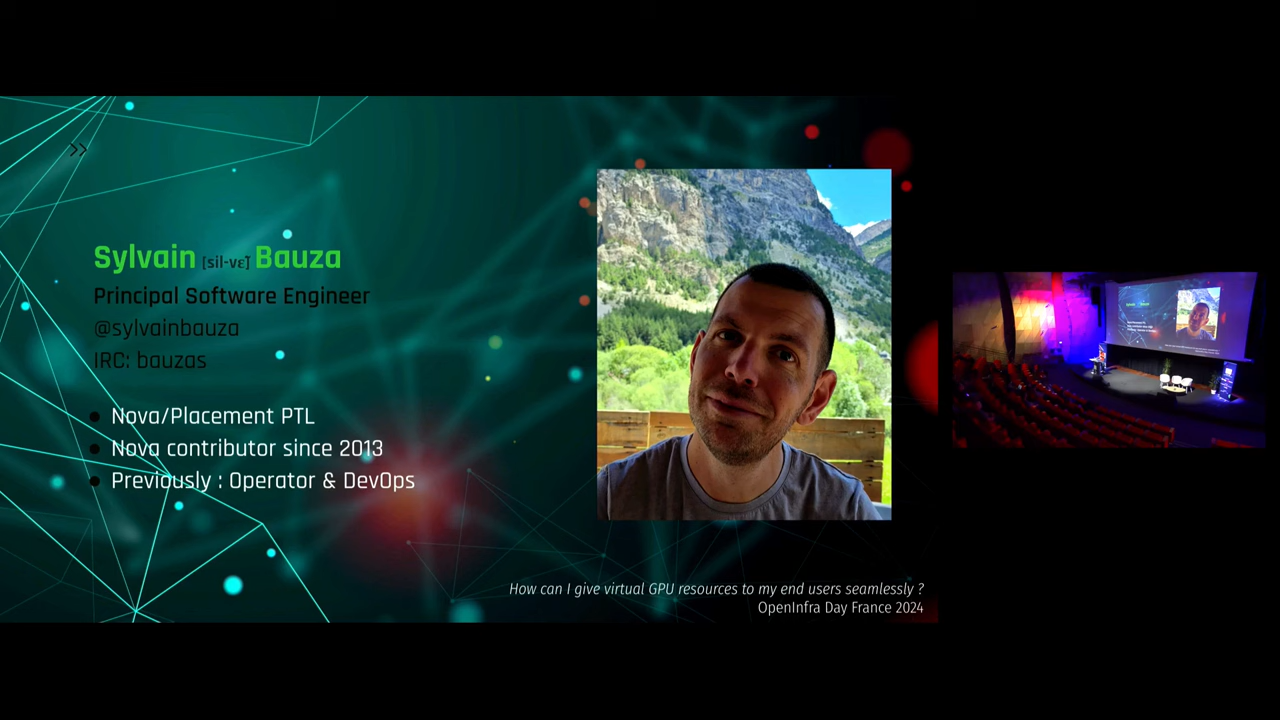 Sylvain [sil-vɛ̃] Bauza
Principal Software Engineer
@sylvainbauza
IRC: bauzas
Nova/Placement PTL
Nova contributor since 2013
Previously : Operator & DevOps
How can I give virtual GPU resources to my end users seamlessly ?
OpenInfra Day France 2024